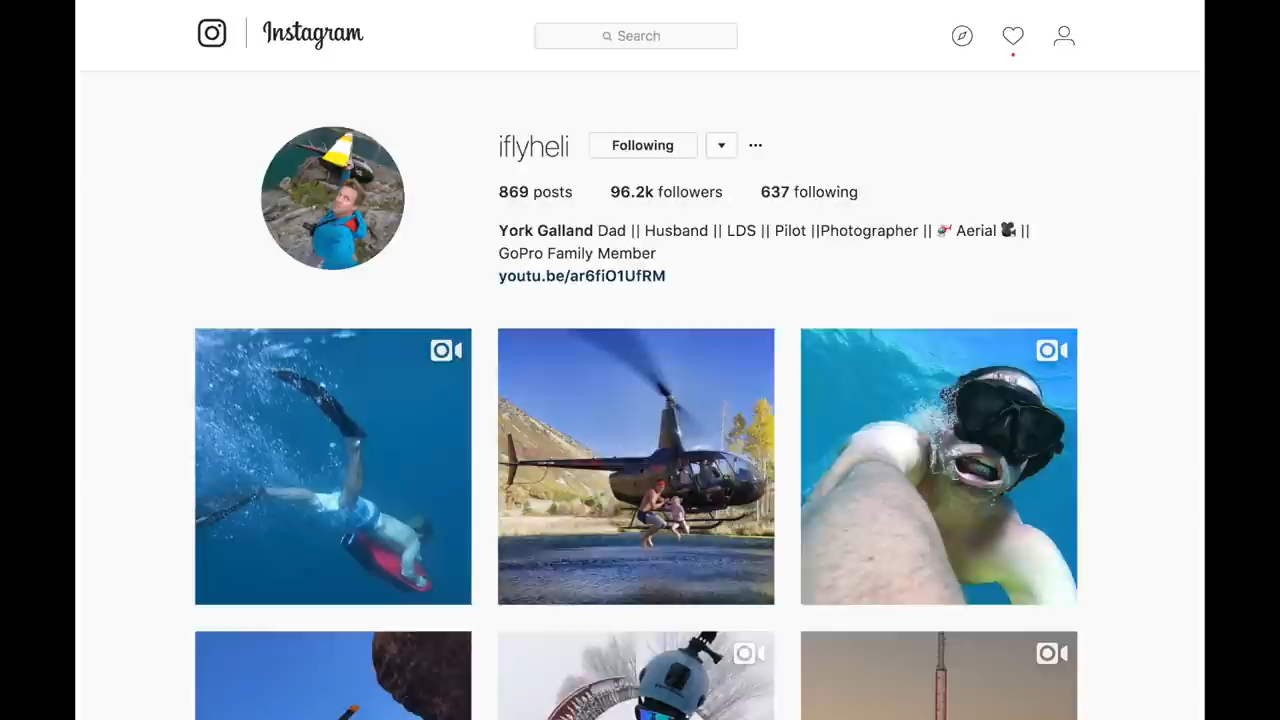 Instagram
Search
iflyheli Following
869 posts 96.2k followers 637 following
York Galland Dad || Husband || LDS || Pilot ||Photographer || 🚁 Aerial 🎥 ||
GoPro Family Member
youtu.be/ar6fiO1UfRM